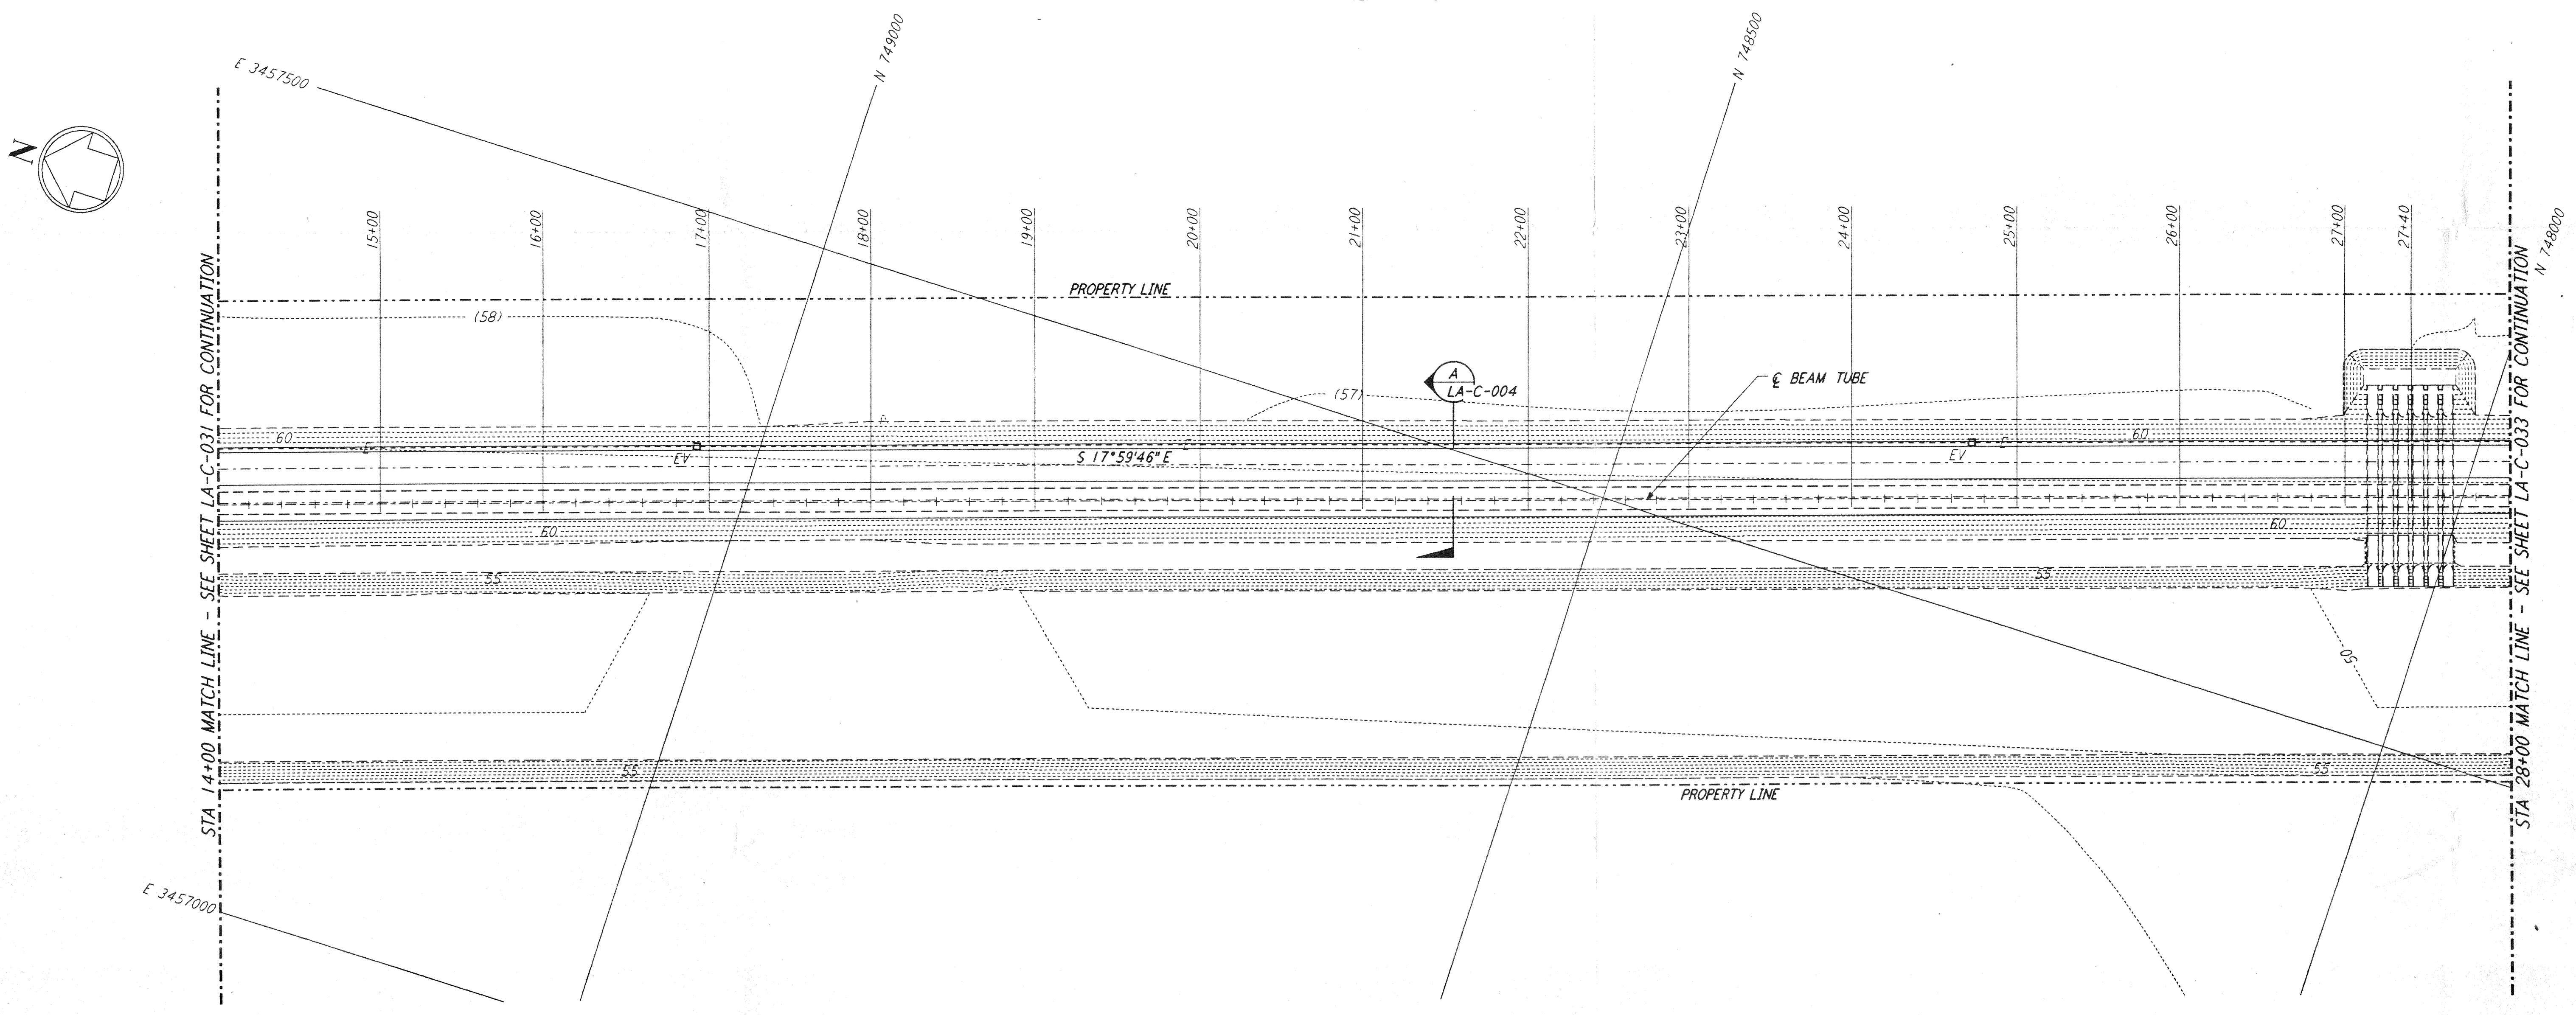 N
E 3457500
N 749000
N 748500
N 748000
15+00
16+00
17+00
18+00
19+00
20+00
21+00
22+00
23+00
24+00
25+00
26+00
27+00
27+40
STA 14+00 MATCH LINE - SEE SHEET LA-C-031 FOR CONTINUATION
PROPERTY LINE
(58)
A
LA-C-004
(57)
℄ BEAM TUBE
60
E
EV
S 17°59'46" E
E
EV
E
60
60
60
55
55
50
55
55
PROPERTY LINE
E 3457000
STA 28+00 MATCH LINE - SEE SHEET LA-C-033 FOR CONTINUATION